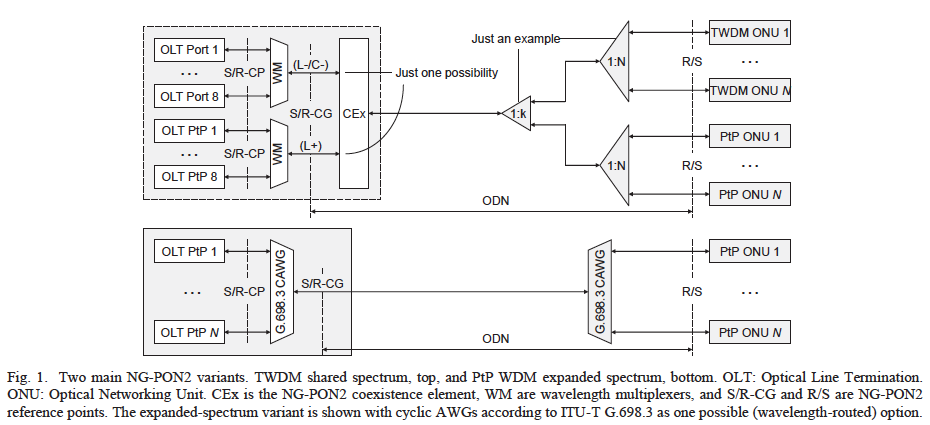 OLT Port 1
...
OLT Port 8
S/R-CP
WM
(L-/C-)
OLT PtP 1
...
OLT PtP 8
S/R-CP
WM
(L+)
S/R-CG
CEx
Just one possibility
Just an example
1:k
1:N
1:N
TWDM ONU 1
R/S
...
TWDM ONU N
PtP ONU 1
R/S
...
PtP ONU N
ODN
OLT PtP 1
...
OLT PtP N
S/R-CP
G.698.3 CAWG
S/R-CG
G.698.3 CAWG
PtP ONU 1
R/S
...
PtP ONU N
ODN
Fig. 1. Two main NG-PON2 variants. TWDM shared spectrum, top, and PtP WDM expanded spectrum, bottom. OLT: Optical Line Termination.
ONU: Optical Networking Unit. CEx is the NG-PON2 coexistence element, WM are wavelength multiplexers, and S/R-CG and R/S are NG-PON2
reference points. The expanded-spectrum variant is shown with cyclic AWGs according to ITU-T G.698.3 as one possible (wavelength-routed) option.